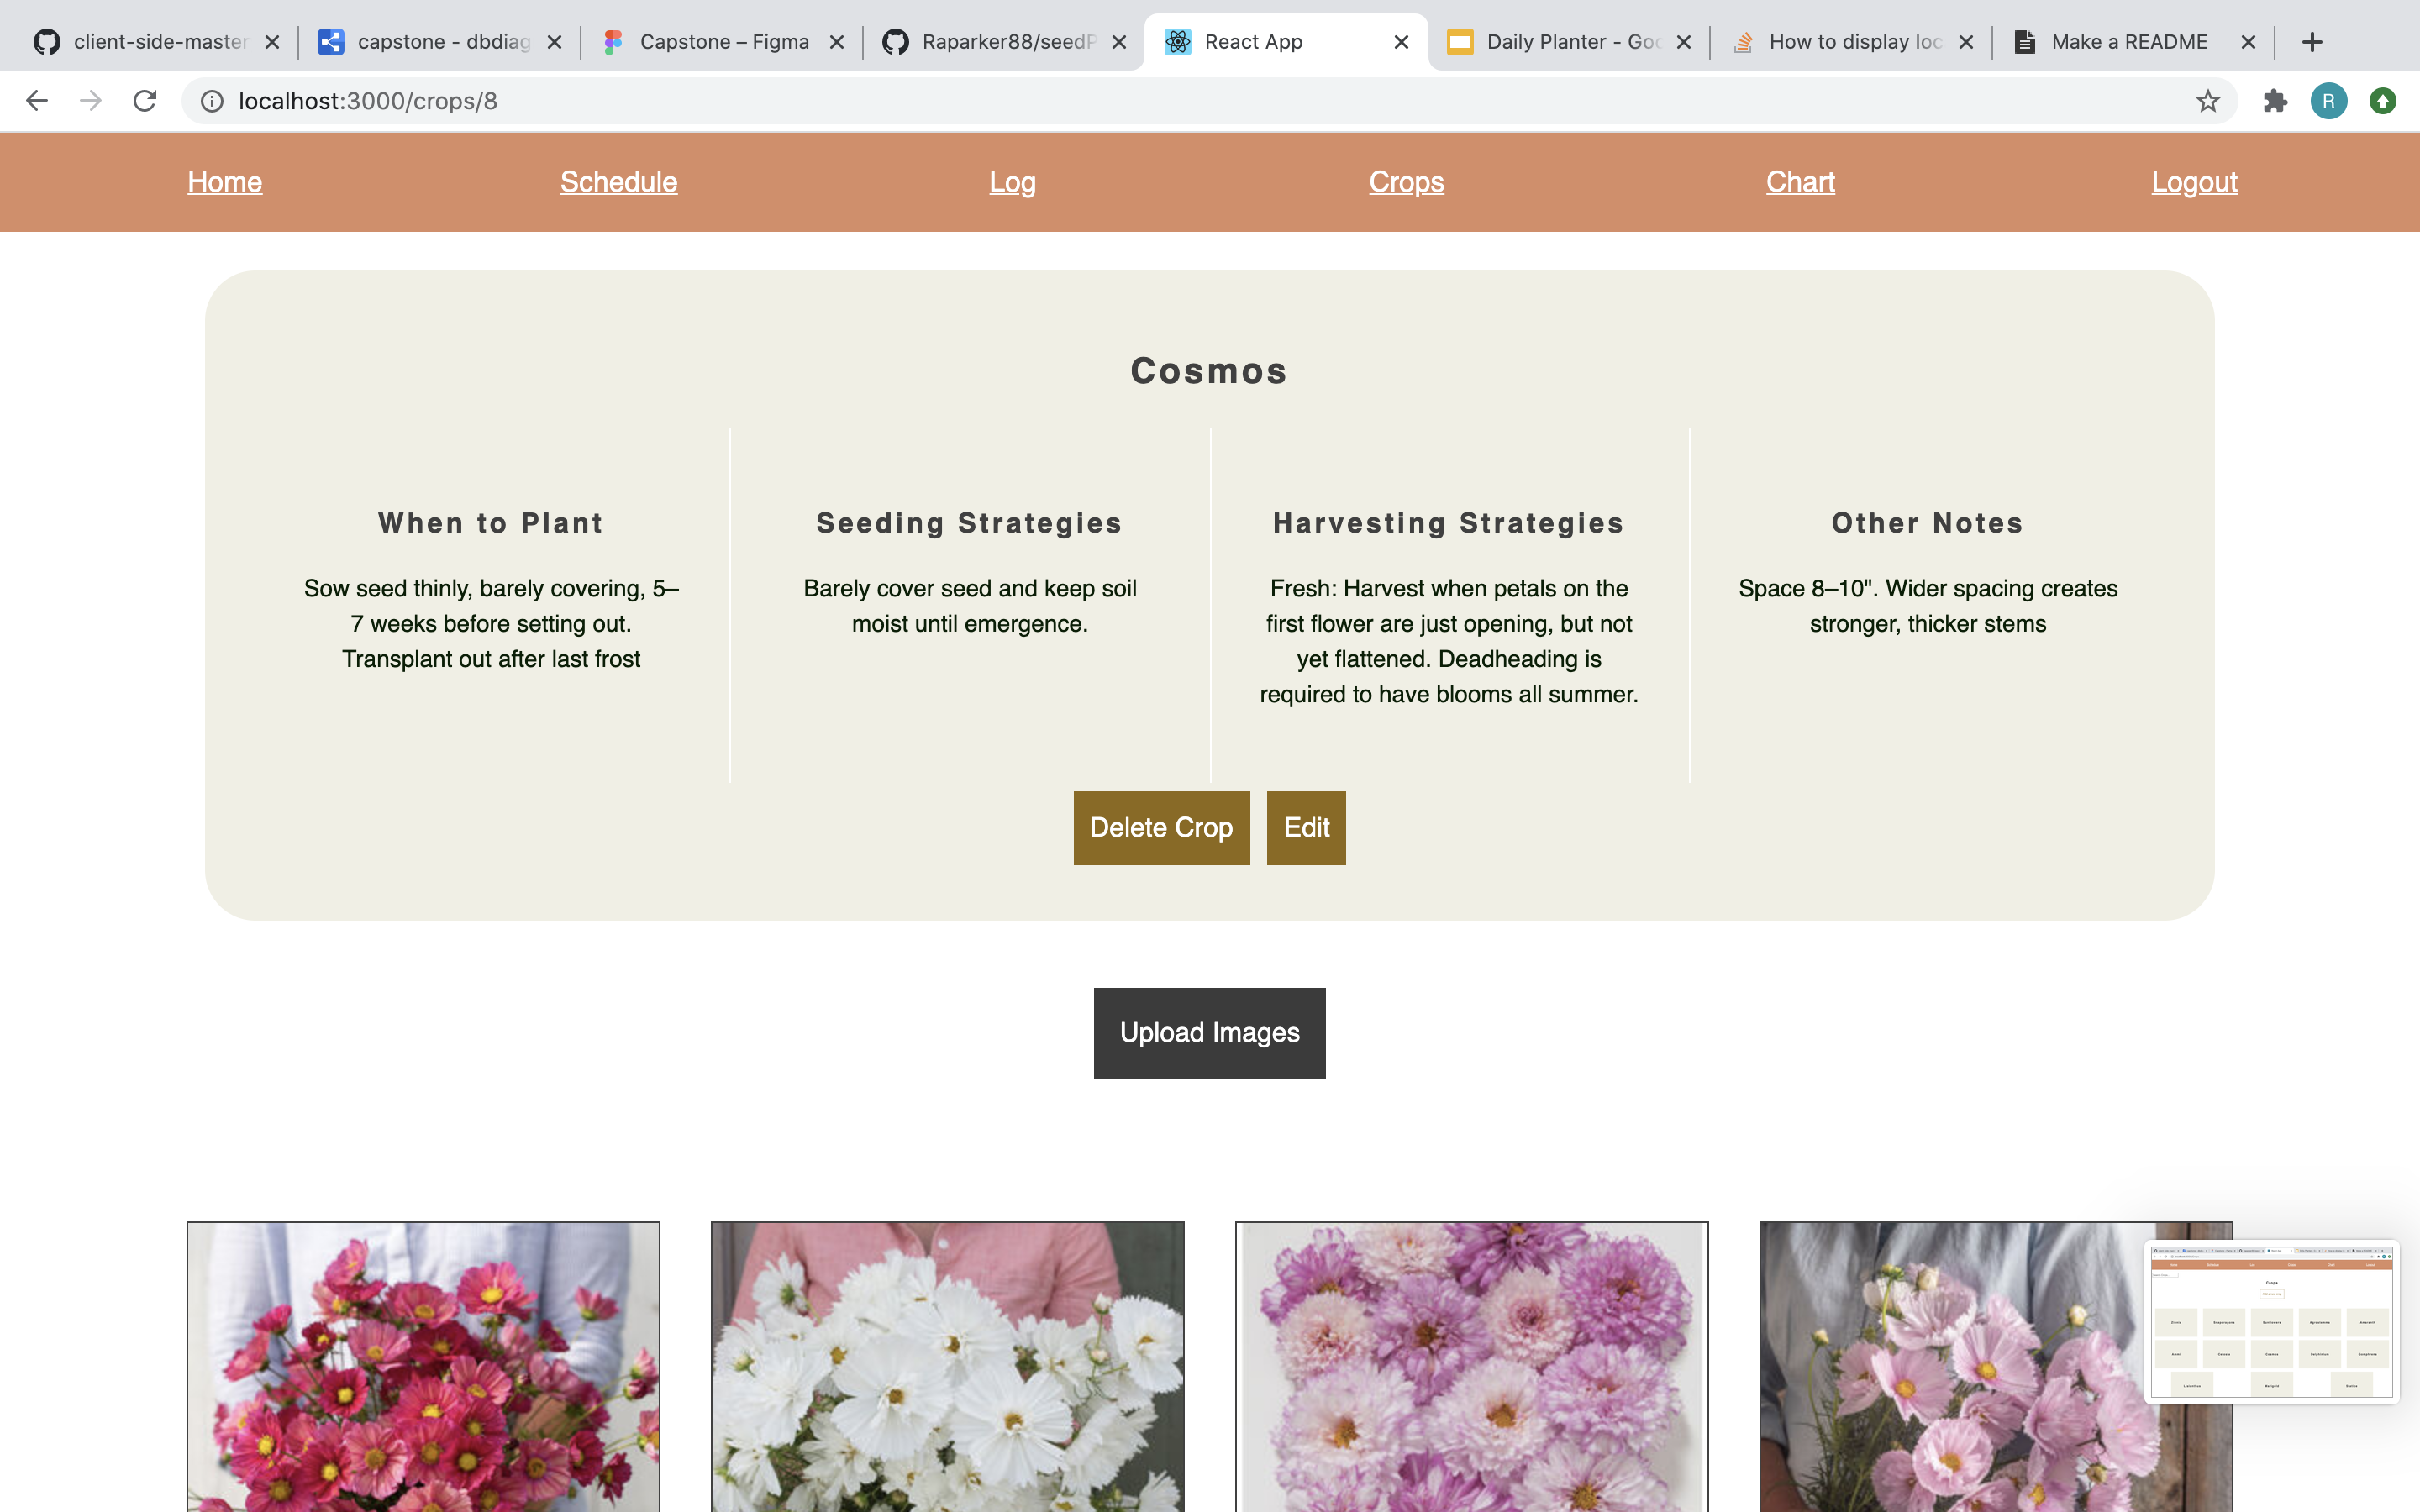 client-side-master
capstone - dbdiag
Capstone – Figma
Raparker88/seedP
React App
Daily Planter - Goo
How to display loc
Make a README
localhost:3000/crops/8
R
Home
Schedule
Log
Crops
Chart
Logout
Cosmos
When to Plant
Sow seed thinly, barely covering, 5–
7 weeks before setting out.
Transplant out after last frost
Seeding Strategies
Barely cover seed and keep soil
moist until emergence.
Harvesting Strategies
Fresh: Harvest when petals on the
first flower are just opening, but not
yet flattened. Deadheading is
required to have blooms all summer.
Other Notes
Space 8–10". Wider spacing creates
stronger, thicker stems
Delete Crop
Edit
Upload Images
Crops